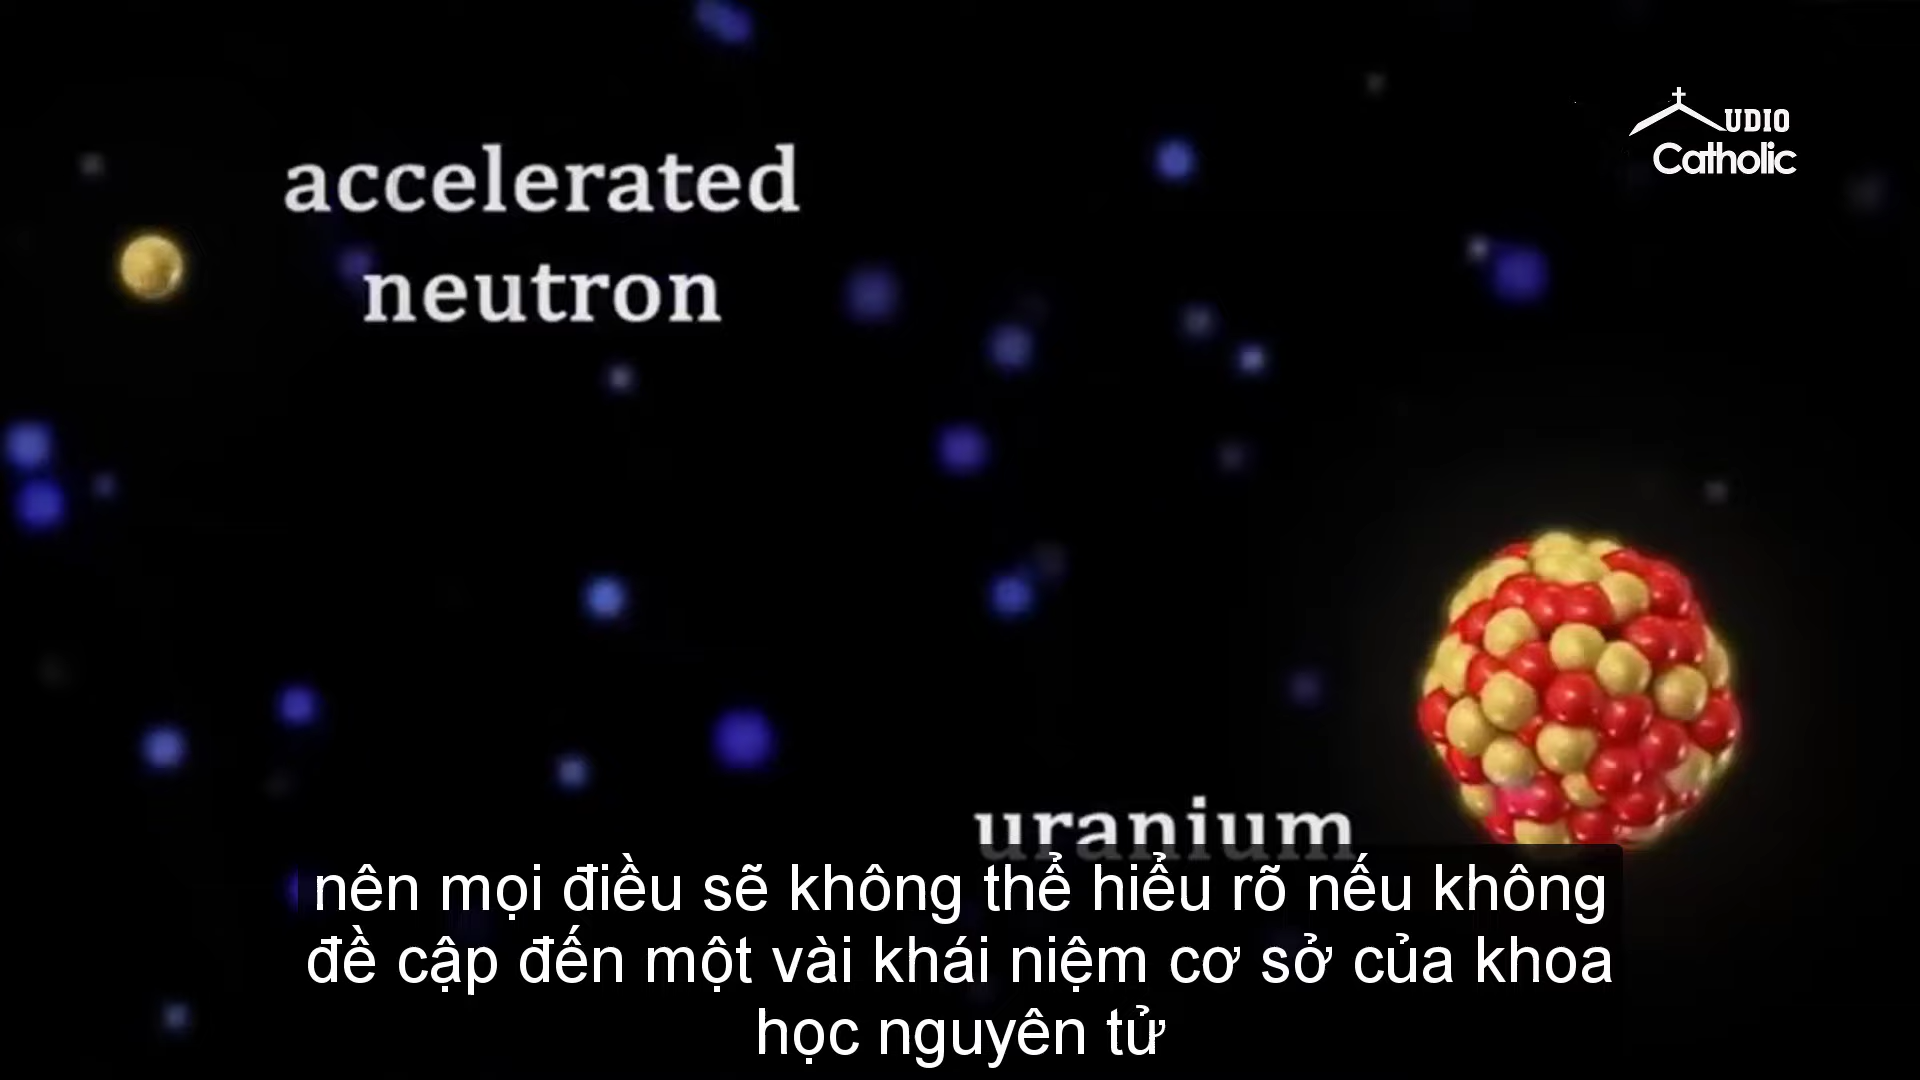 UDIO
Catholic
accelerated
neutron
uranium
nên mọi điều sẽ không thể hiểu rõ nếu không
đề cập đến một vài khái niệm cơ sở của khoa
học nguyên tử